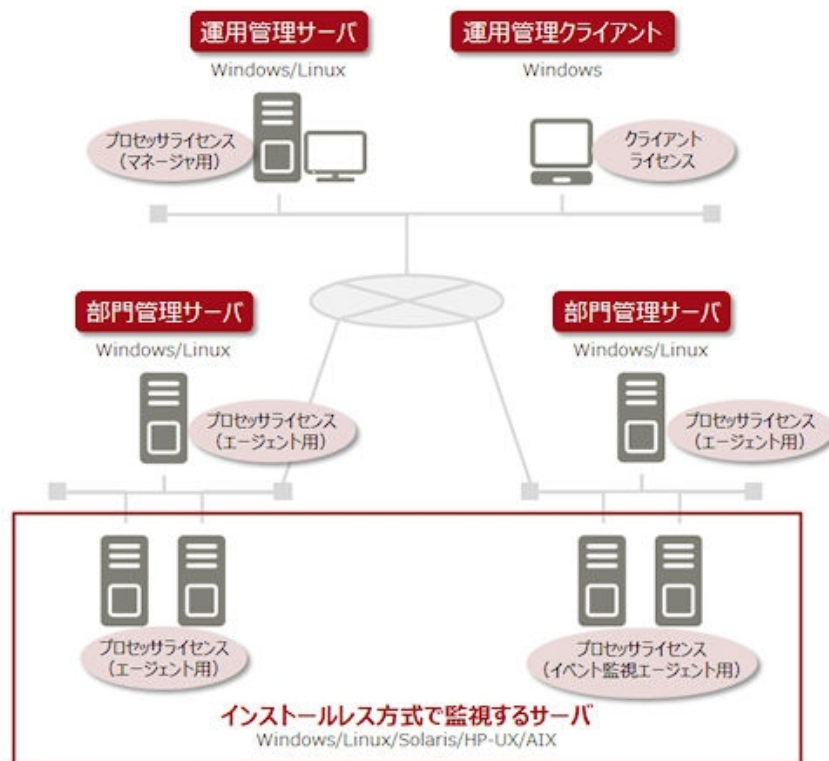 運用管理サーバ
運用管理クライアント
Windows/Linux
Windows
プロセッサライセンス
（マネージャ用）
クライアント
ライセンス
部門管理サーバ
部門管理サーバ
Windows/Linux
Windows/Linux
プロセッサライセンス
（エージェント用）
プロセッサライセンス
（エージェント用）
プロセッサライセンス
（エージェント用）
プロセッサライセンス
（イベント監視エージェント用）
インストールレス方式で監視するサーバ
Windows/Linux/Solaris/HP-UX/AIX